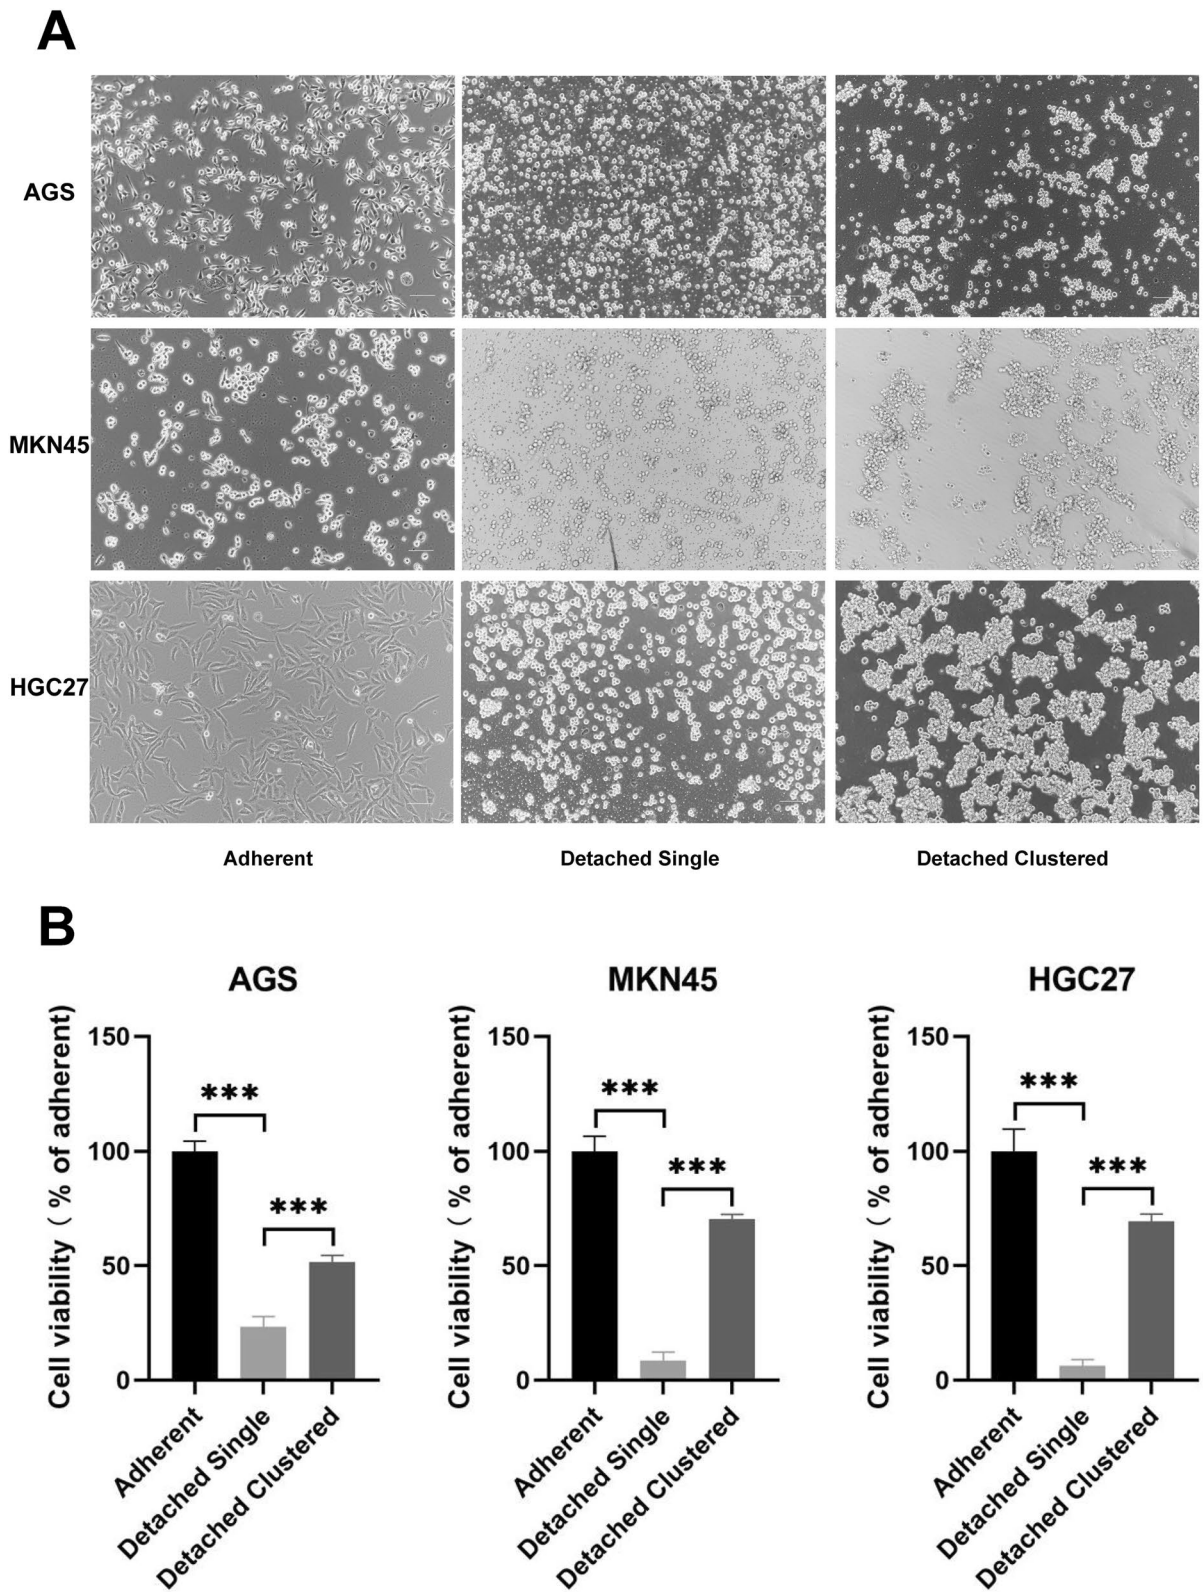 A
AGS
MKN45
HGC27
Adherent Detached Single Detached Clustered
B
AGS MKN45 HGC27
Cell viability ( % of adherent)
150
100
50
0
***
***
Adherent
Detached Single
Detached Clustered
Cell viability ( % of adherent)
150
100
50
0
***
***
Adherent
Detached Single
Detached Clustered
Cell viability ( % of adherent)
150
100
50
0
***
***
Adherent
Detached Single
Detached Clustered